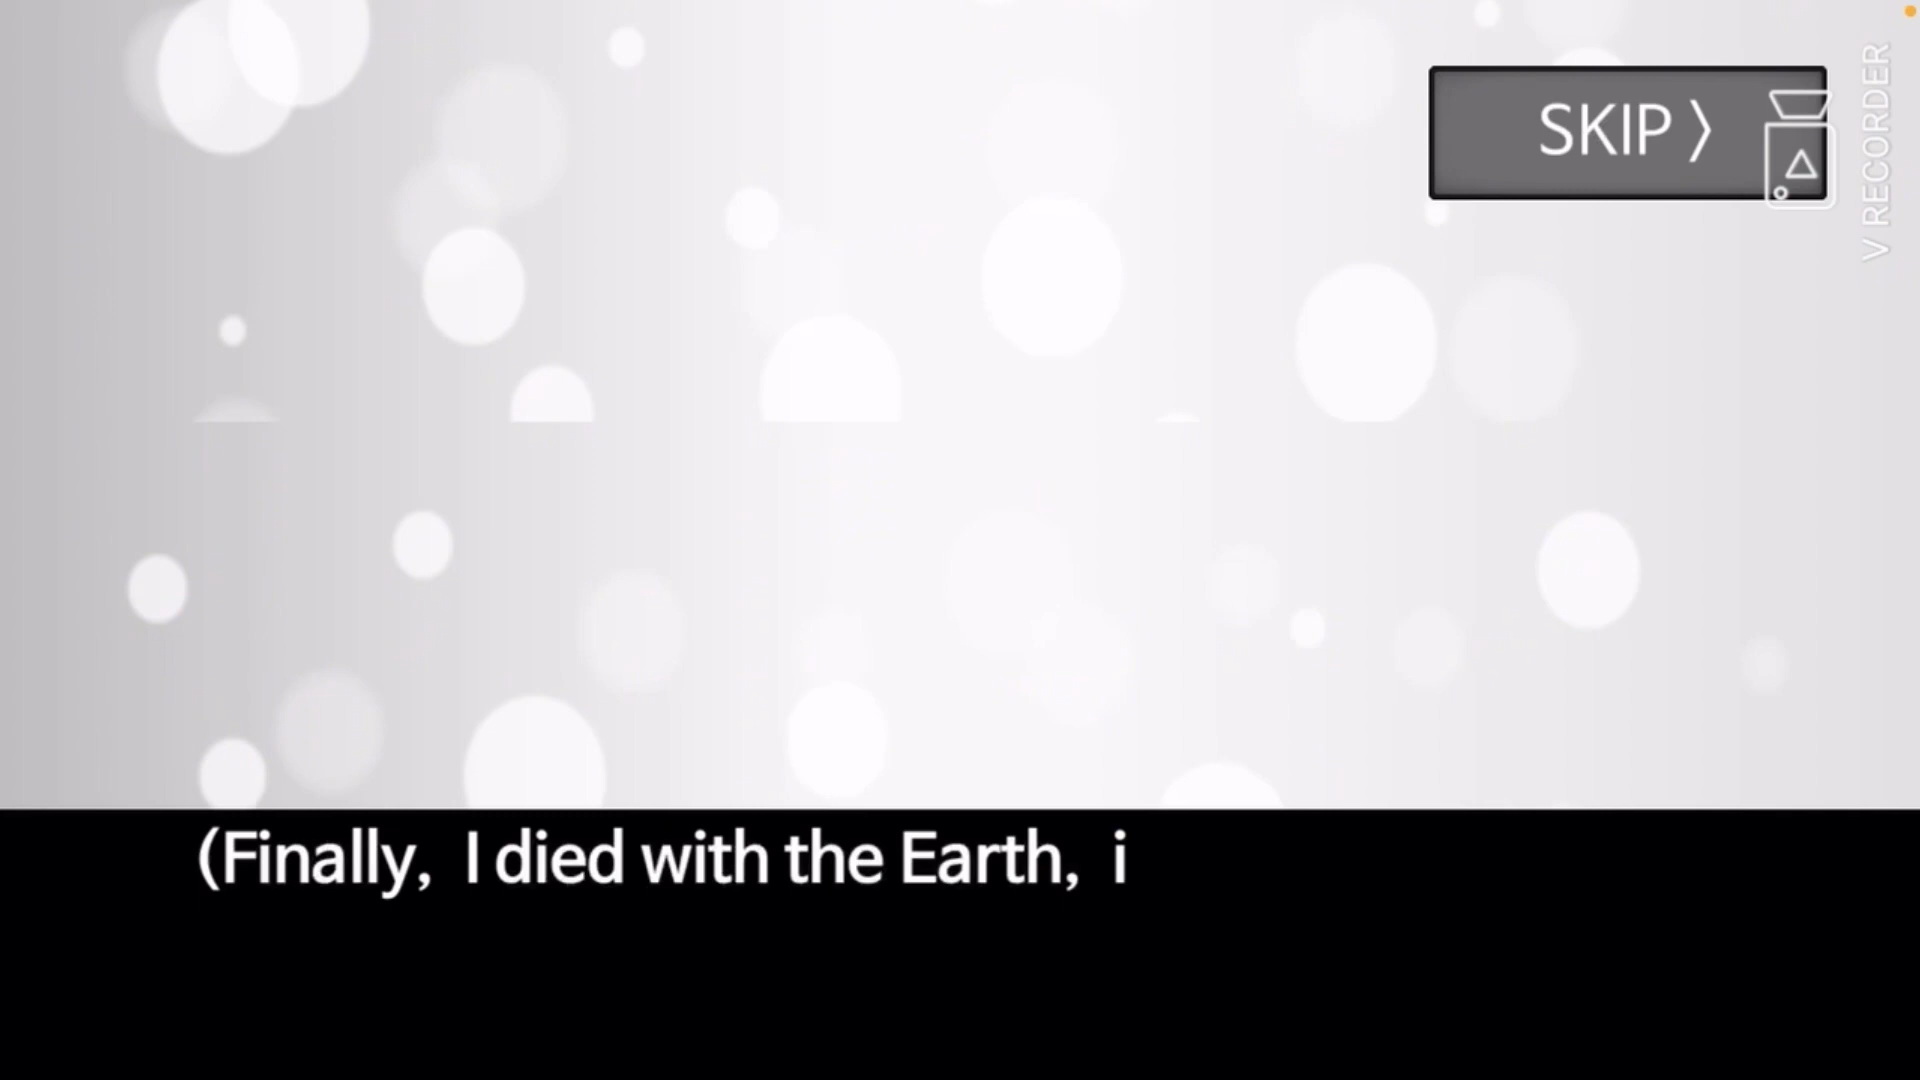 SKIP〉
V RECORDER
(Finally, I died with the Earth, i